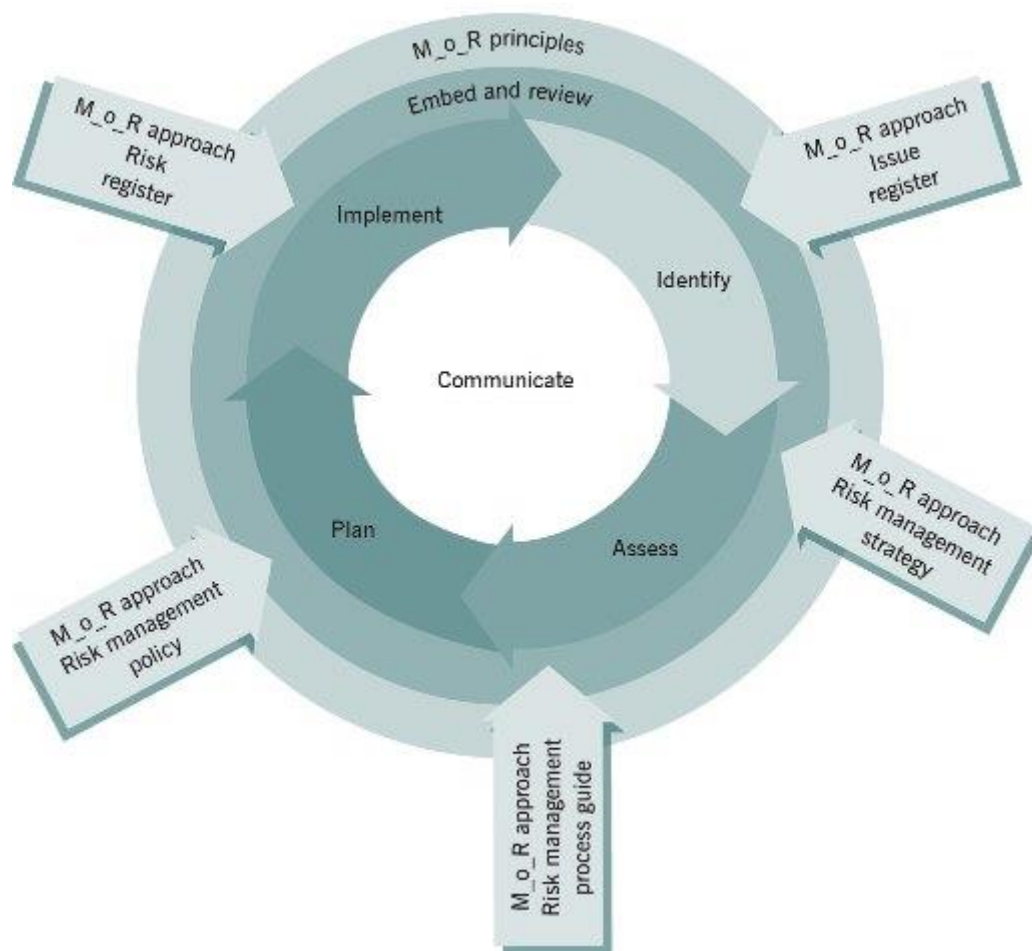 M_o_R principles
Embed and review
M_o_R approach
Risk
register
M_o_R approach
Issue
register
Implement
Identify
Communicate
Plan
Assess
M_o_R approach
Risk management
strategy
M_o_R approach
Risk management
policy
M_o_R approach
Risk management
process guide